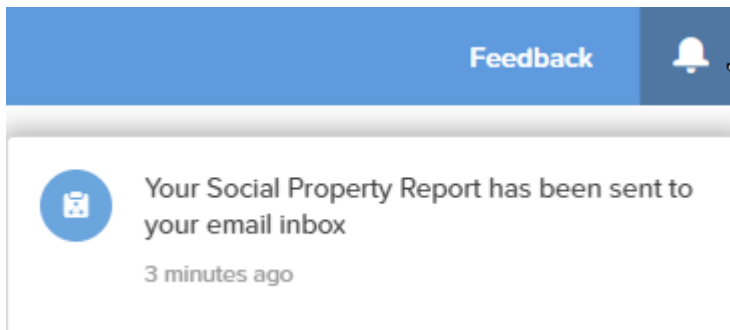 Feedback
Your Social Property Report has been sent to
your email inbox
3 minutes ago